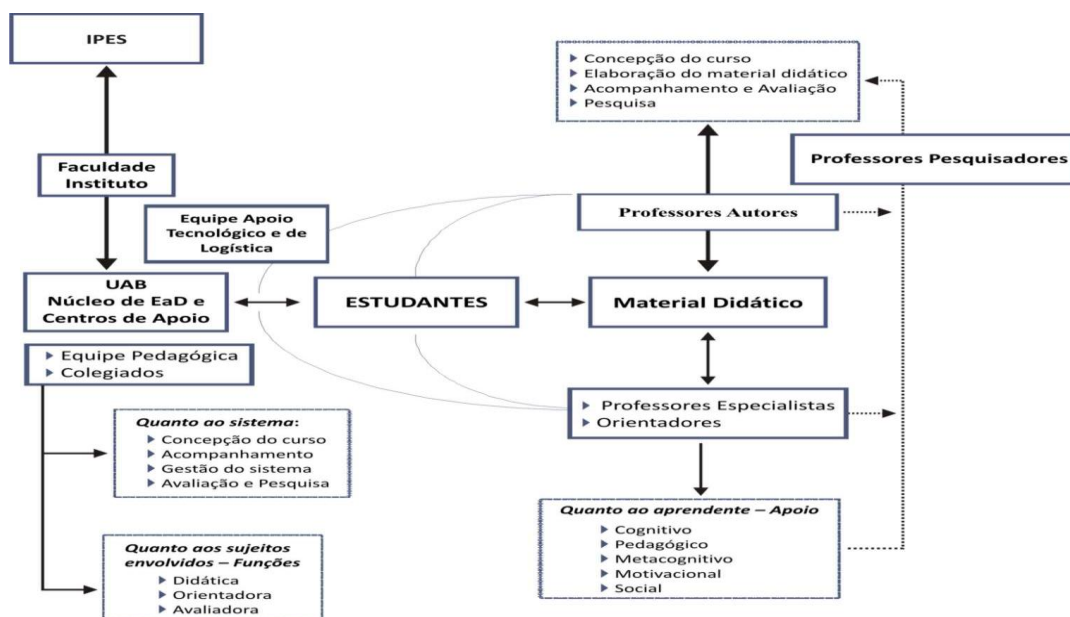 IPES
Faculdade
Instituto
Equipe Apoio
Tecnológico e de
Logística
UAB
Núcleo de EaD e
Centros de Apoio
Equipe Pedagógica
Colegiados
Quanto ao sistema:
Concepção do curso
Acompanhamento
Gestão do sistema
Avaliação e Pesquisa
Quanto aos sujeitos
envolvidos – Funções
Didática
Orientadora
Avaliadora
ESTUDANTES
Concepção do curso
Elaboração do material didático
Acompanhamento e Avaliação
Pesquisa
Professores Pesquisadores
Professores Autores
Material Didático
Professores Especialistas
Orientadores
Quanto ao aprendente – Apoio
Cognitivo
Pedagógico
Metacognitivo
Motivacional
Social